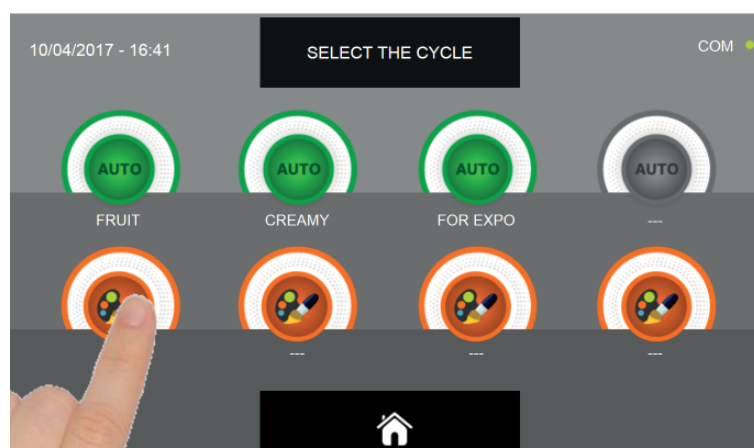 10/04/2017 - 16:41
SELECT THE CYCLE
COM
AUTO
AUTO
AUTO
AUTO
FRUIT
CREAMY
FOR EXPO
---
---
---
---